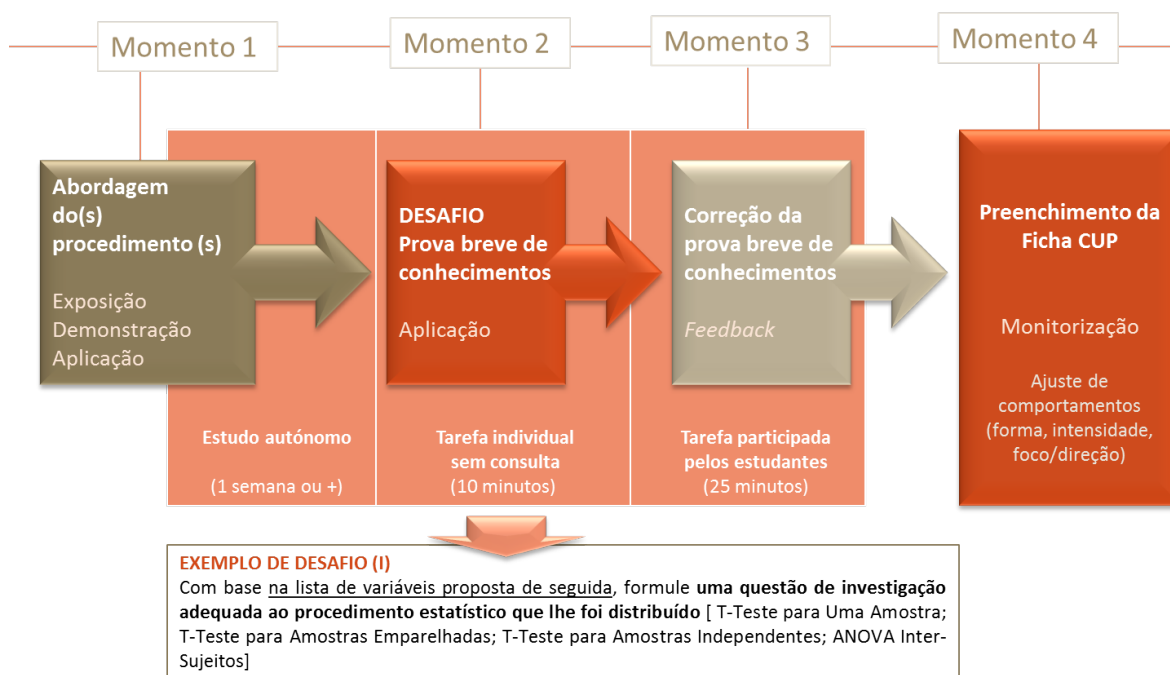 Momento 1
Momento 2
Momento 3
Momento 4
Abordagem
do(s)
procedimento (s)
Exposição
Demonstração
Aplicação
Estudo autónomo
(1 semana ou +)
DESAFIO
Prova breve de
conhecimentos
Aplicação
Tarefa individual
sem consulta
(10 minutos)
Correção da
prova breve de
conhecimentos
Feedback
Tarefa participada
pelos estudantes
(25 minutos)
Preenchimento da
Ficha CUP
Monitorização
Ajuste de
comportamentos
(forma, intensidade,
foco/direção)
EXEMPLO DE DESAFIO (I)
Com base na lista de variáveis proposta de seguida, formule uma questão de investigação
adequada ao procedimento estatístico que lhe foi distribuído [ T-Teste para Uma Amostra;
T-Teste para Amostras Emparelhadas; T-Teste para Amostras Independentes; ANOVA Inter-
Sujeitos]